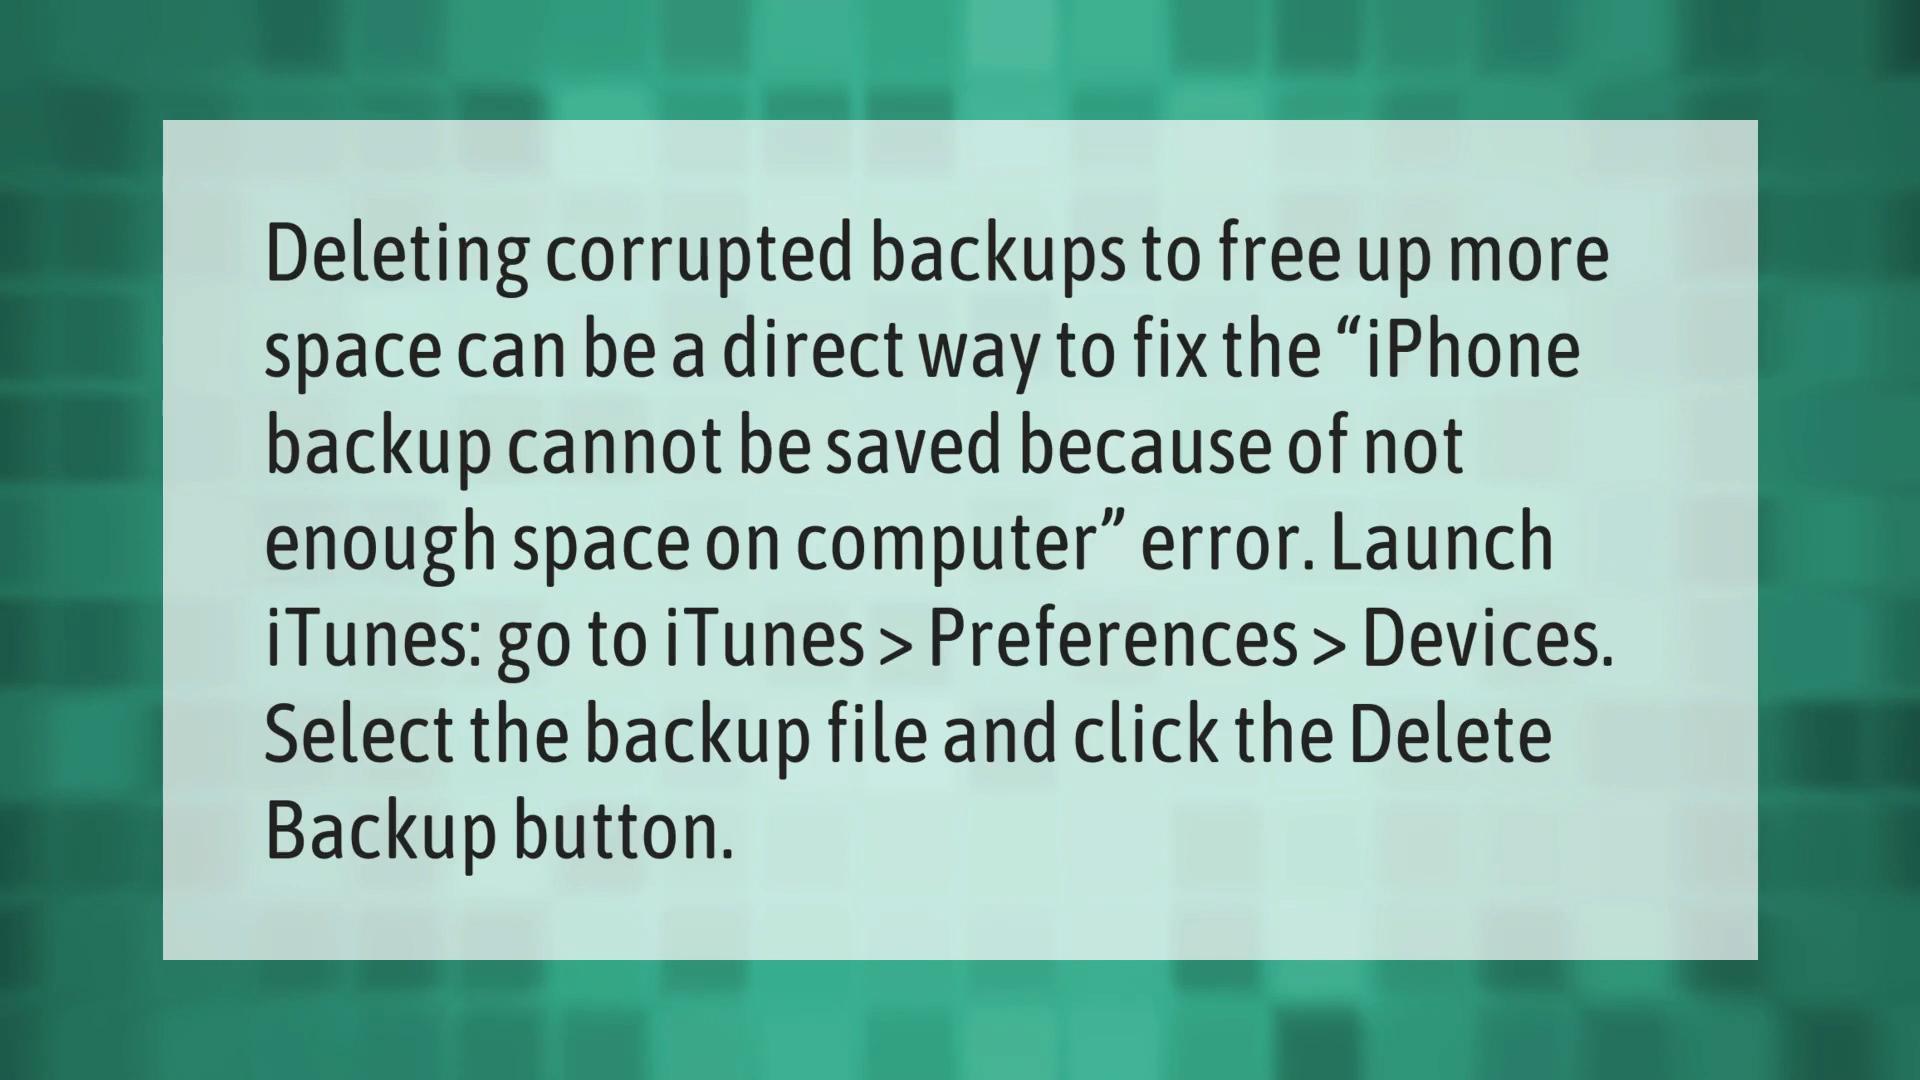 Deleting corrupted backups to free up more
space can be a direct way to fix the “iPhone
backup cannot be saved because of not
enough space on computer” error. Launch
iTunes: go to iTunes > Preferences > Devices.
Select the backup file and click the Delete
Backup button.